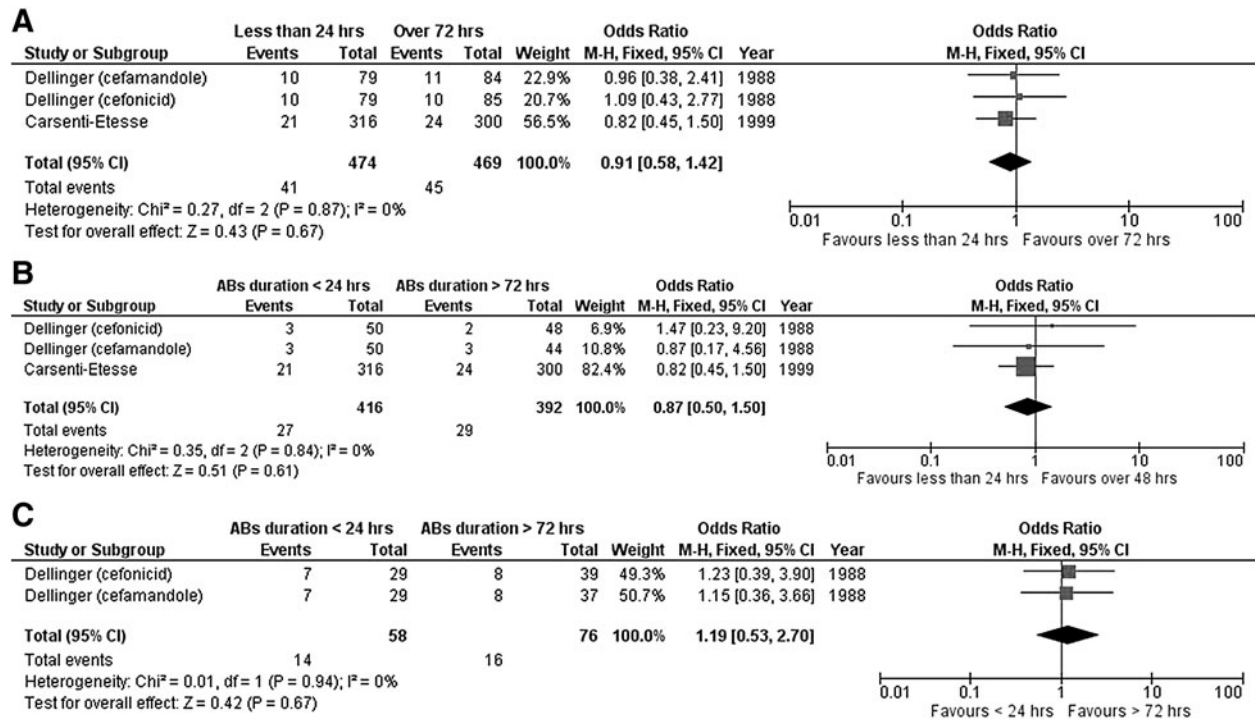 A
Less than 24 hrs Over 72 hrs Odds Ratio Odds Ratio
Study or Subgroup Events Total Events Total Weight M-H, Fixed, 95% CI Year M-H, Fixed, 95% CI
Dellinger (cefamandole) 10 79 11 84 22.9% 0.96 [0.38, 2.41] 1988
Dellinger (cefonicid) 10 79 10 85 20.7% 1.09 [0.43, 2.77] 1988
Carsenti-Etesse 21 316 24 300 56.5% 0.82 [0.45, 1.50] 1999
Total (95% CI) 474 469 100.0% 0.91 [0.58, 1.42]
Total events 41 45
Heterogeneity: Chi² = 0.27, df = 2 (P = 0.87); I² = 0%
Test for overall effect: Z = 0.43 (P = 0.67)
0.01 0.1 1 10 100
Favours less than 24 hrs Favours over 72 hrs
B
ABs duration < 24 hrs ABs duration > 72 hrs Odds Ratio Odds Ratio
Study or Subgroup Events Total Events Total Weight M-H, Fixed, 95% CI Year M-H, Fixed, 95% CI
Dellinger (cefonicid) 3 50 2 48 6.9% 1.47 [0.23, 9.20] 1988
Dellinger (cefamandole) 3 50 3 44 10.8% 0.87 [0.17, 4.56] 1988
Carsenti-Etesse 21 316 24 300 82.4% 0.82 [0.45, 1.50] 1999
Total (95% CI) 416 392 100.0% 0.87 [0.50, 1.50]
Total events 27 29
Heterogeneity: Chi² = 0.35, df = 2 (P = 0.84); I² = 0%
Test for overall effect: Z = 0.51 (P = 0.61)
0.01 0.1 1 10 100
Favours less than 24 hrs Favours over 48 hrs
C
ABs duration < 24 hrs ABs duration > 72 hrs Odds Ratio Odds Ratio
Study or Subgroup Events Total Events Total Weight M-H, Fixed, 95% CI Year M-H, Fixed, 95% CI
Dellinger (cefonicid) 7 29 8 39 49.3% 1.23 [0.39, 3.90] 1988
Dellinger (cefamandole) 7 29 8 37 50.7% 1.15 [0.36, 3.66] 1988
Total (95% CI) 58 76 100.0% 1.19 [0.53, 2.70]
Total events 14 16
Heterogeneity: Chi² = 0.01, df = 1 (P = 0.94); I² = 0%
Test for overall effect: Z = 0.42 (P = 0.67)
0.01 0.1 1 10 100
Favours < 24 hrs Favours > 72 hrs